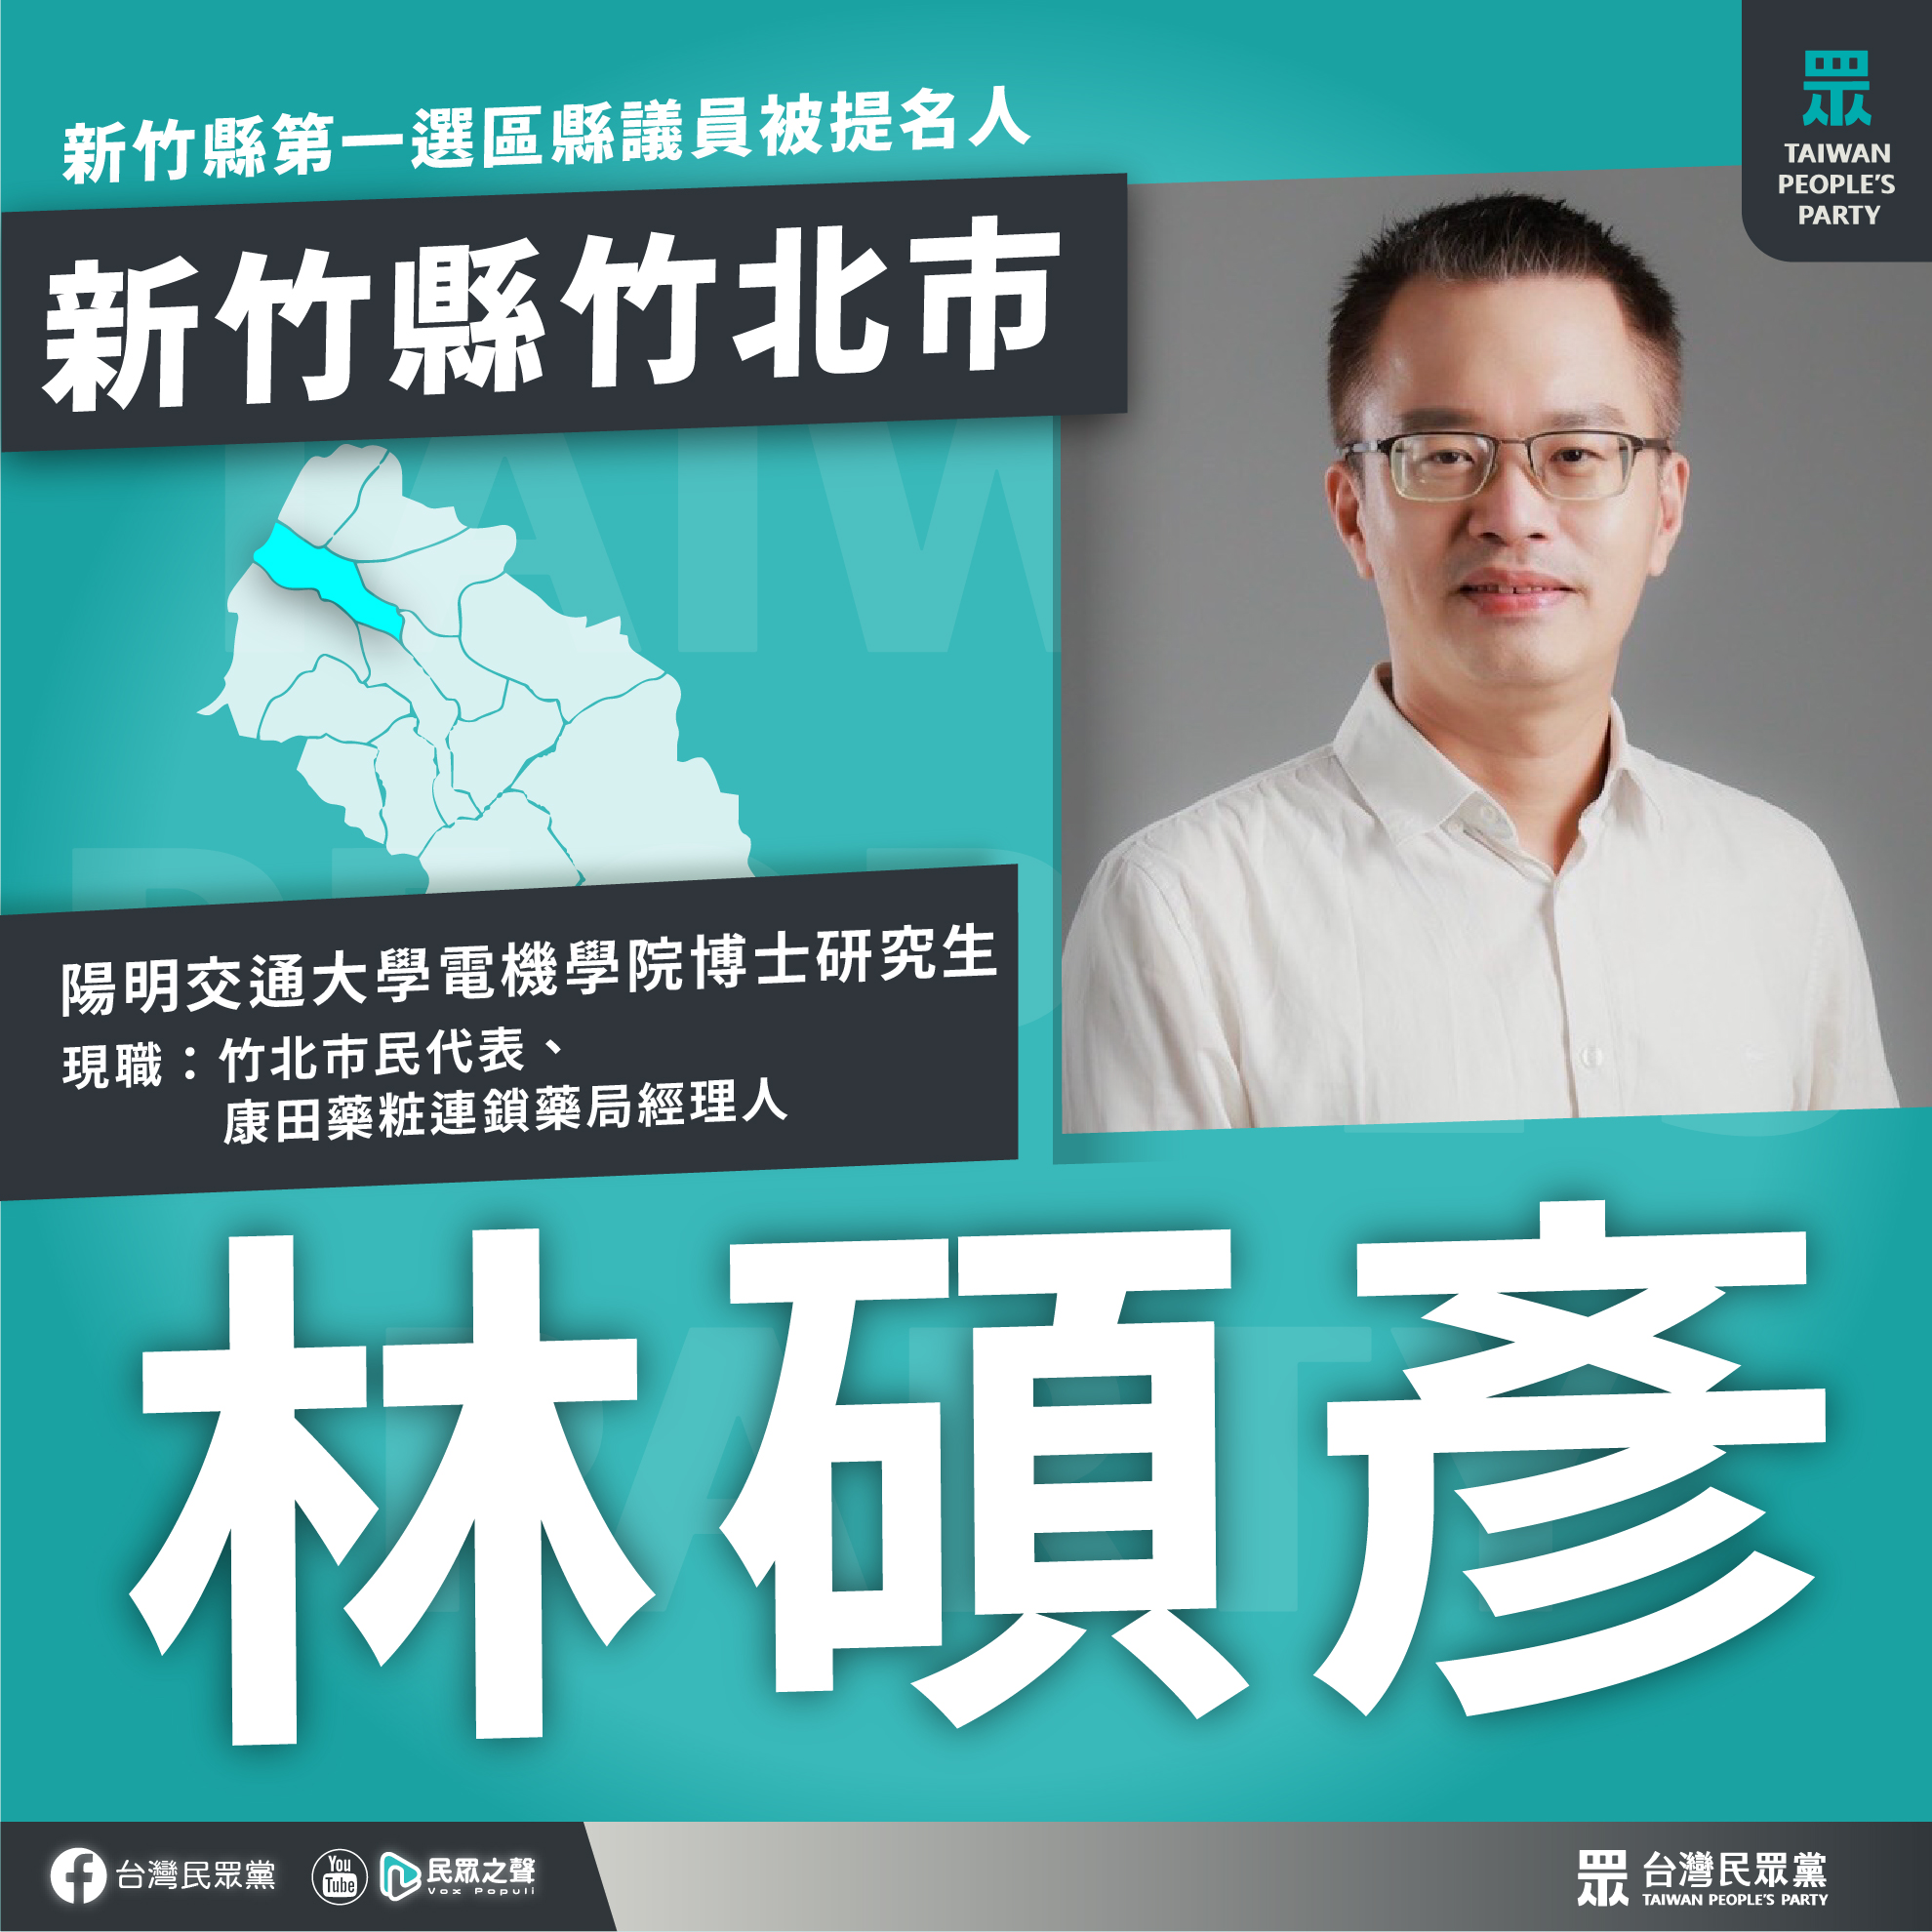 新竹縣第一選區縣議員被提名人
眾
TAIWAN
PEOPLE'S
PARTY
新竹縣竹北市
TAIW
陽明交通大學電機學院博士研究生
現職：竹北市民代表、
康田藥粧連鎖藥局經理人
林碩彥
PARTY
台灣民眾黨
You
Tube
民眾之聲
Vox Populi
眾 台灣民眾黨
TAIWAN PEOPLE'S PARTY